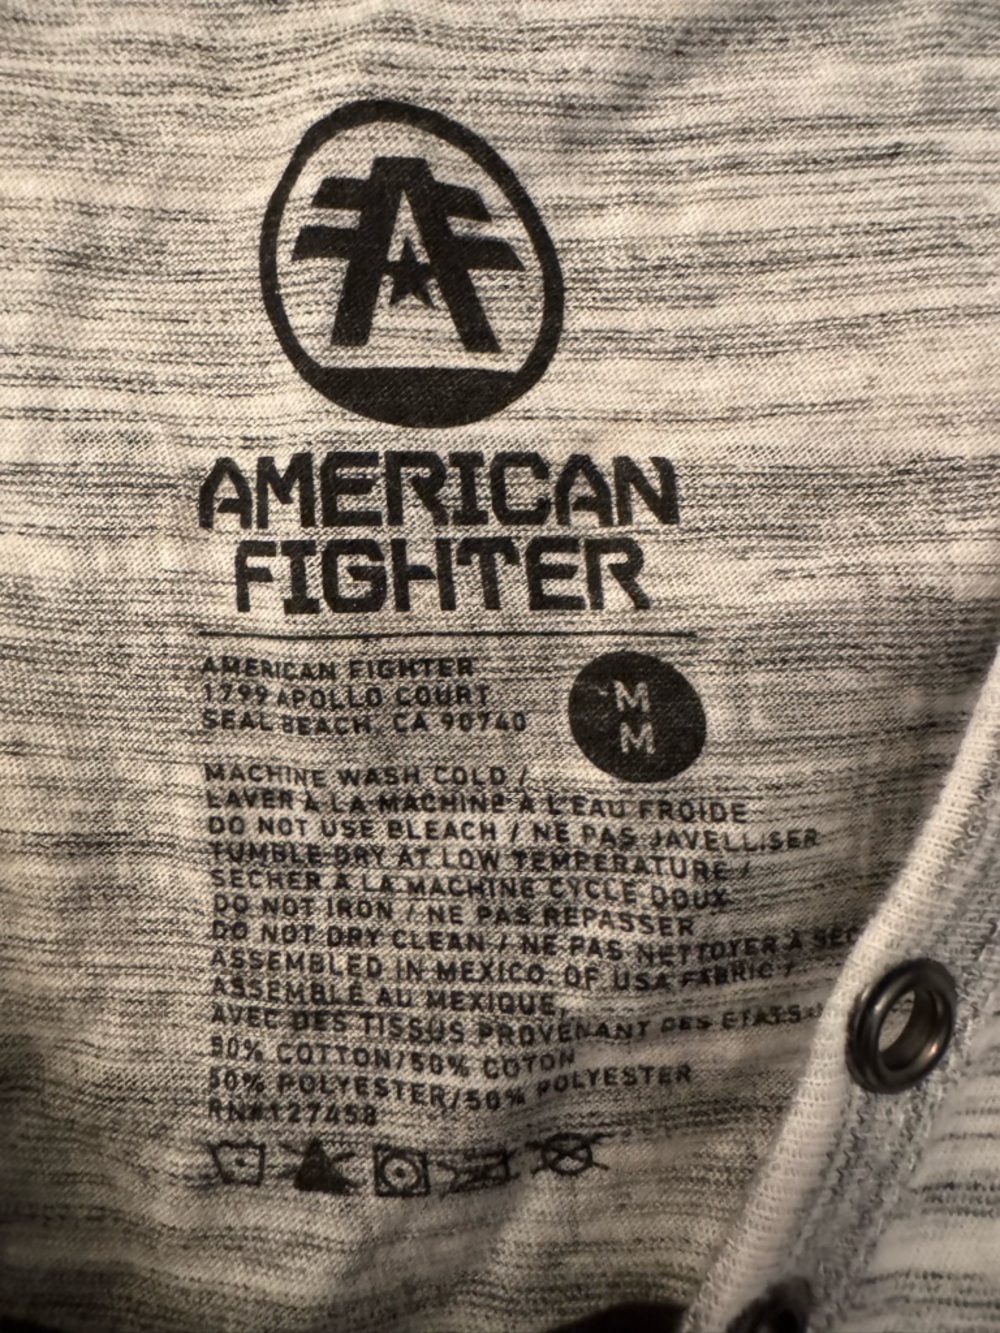 AMERICAN
FIGHTER
AMERICAN FIGHTER
1799 APOLLO COURT
SEAL BEACH, CA 90740
M
M
MACHINE WASH COLD /
LAVER À LA MACHINE À L'EAU FROIDE
DO NOT USE BLEACH / NE PAS JAVELLISER
TUMBLE DRY AT LOW TEMPERATURE /
SÉCHER À LA MACHINE CYCLE DOUX
DO NOT IRON / NE PAS REPASSER
DO NOT DRY CLEAN / NE PAS NETTOYER À SEC
ASSEMBLED IN MEXICO, OF USA FABRIC /
ASSEMBLÉ AU MEXIQUE,
AVEC DES TISSUS PROVENANT DES ÉTATS-
50% COTTON/50% COTON
50% POLYESTER/50% POLYESTER
RN#127458